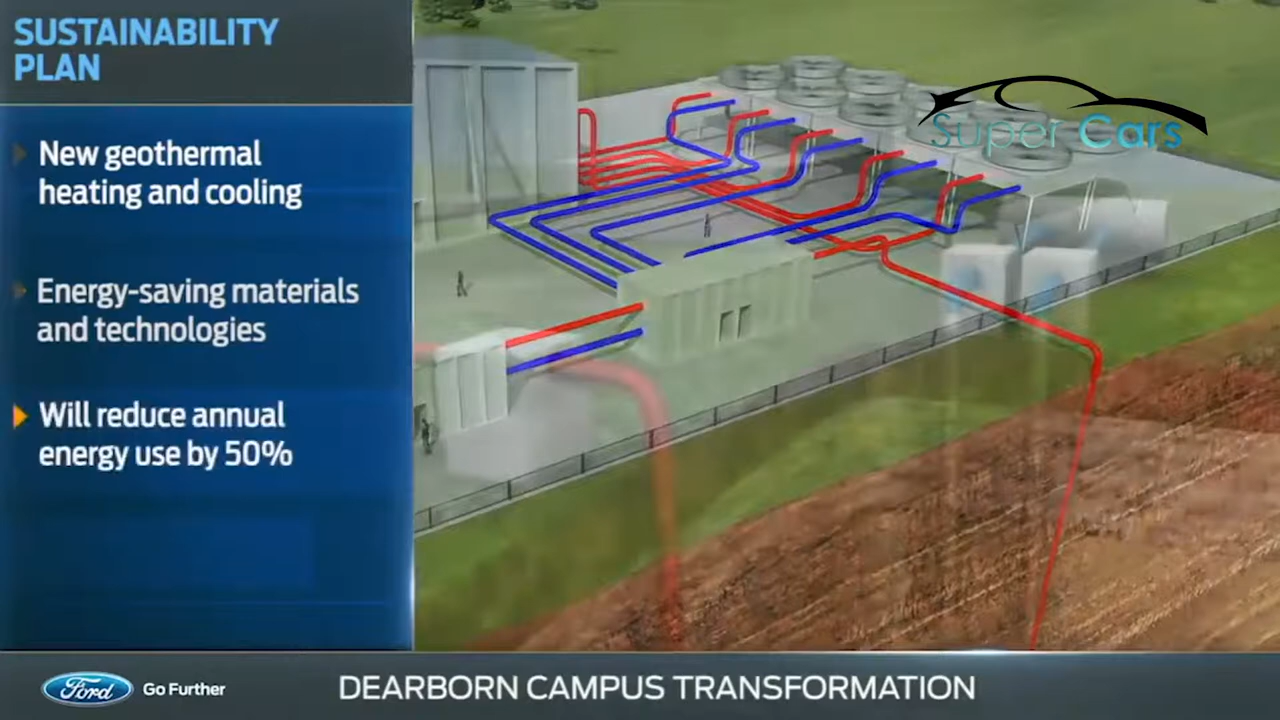 SUSTAINABILITY
PLAN
New geothermal
heating and cooling
Energy-saving materials
and technologies
Will reduce annual
energy use by 50%
Super Cars
Ford
Go Further
DEARBORN CAMPUS TRANSFORMATION